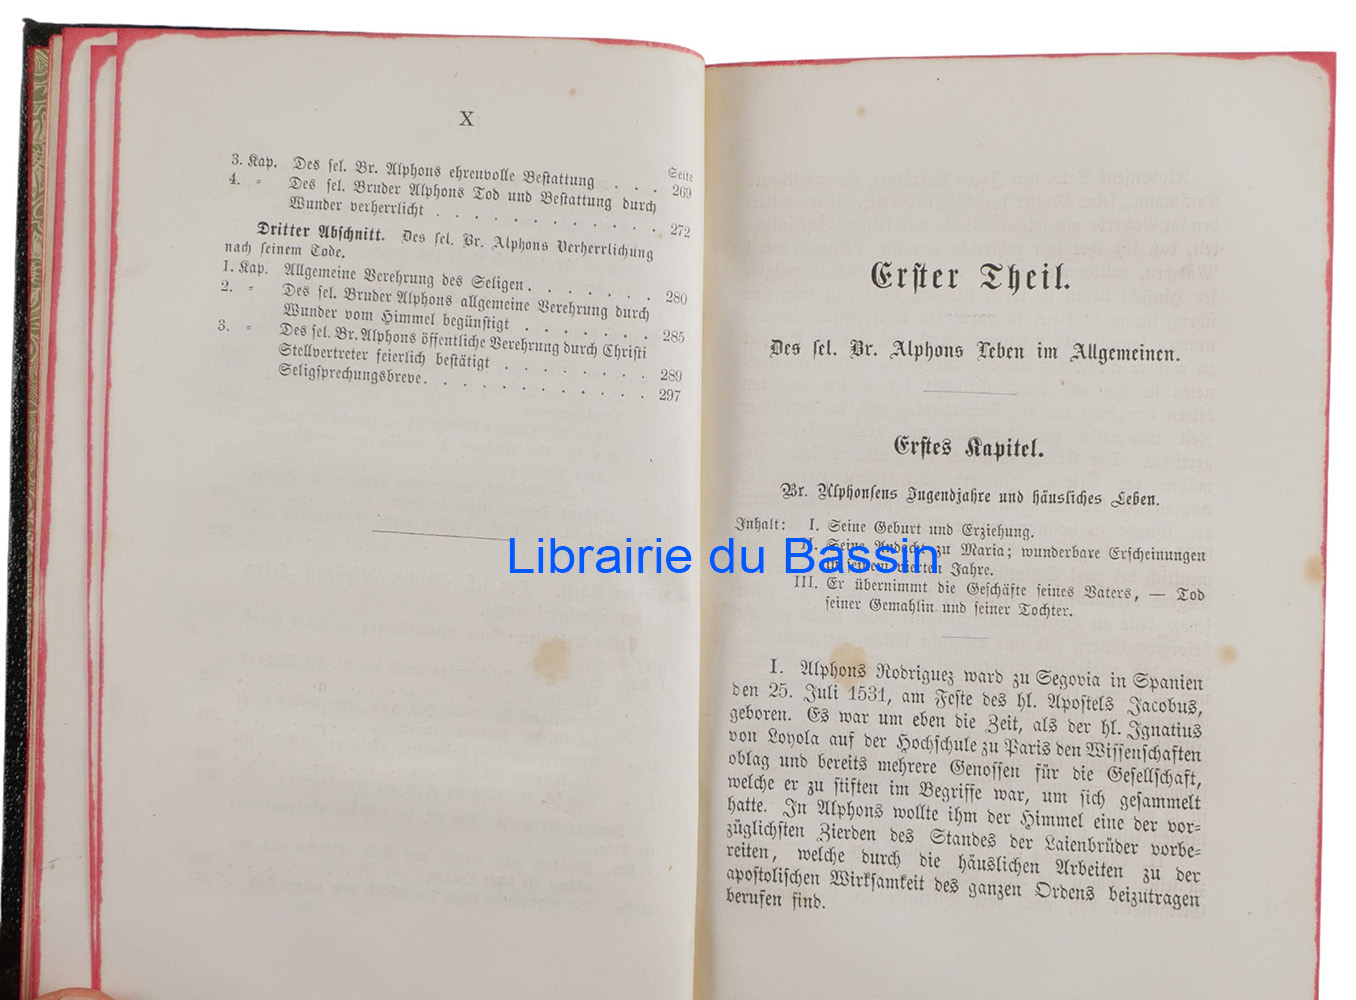 X
Seite
3. Kap. Des sel. Br. Alphons ehrenvolle Bestattung . . . 269
4. " Des sel. Bruder Alphons Tod und Bestattung durch
Wunder verherrlicht . . . . . . . . . . . 272
Dritter Abschnitt. Des sel. Br. Alphons Verherrlichung
nach seinem Tode.
1. Kap. Allgemeine Verehrung des Seligen . . . . . . . 280
2. " Des sel. Bruder Alphons allgemeine Verehrung durch
Wunder vom Himmel begünstigt . . . . . . . 285
3. " Des sel. Br. Alphons öffentliche Verehrung durch Christi
Stellvertreter feierlich bestätigt . . . . . . . 289
Seligsprechungsbreve. . . . . . . . . . . 297
Erster Theil.
Des sel. Br. Alphons Leben im Allgemeinen.
Erstes Kapitel.
Br. Alphonsens Jugendjahre und häusliches Leben.
Inhalt: I. Seine Geburt und Erziehung.
II. Seine Andacht zu Maria; wunderbare Erscheinungen
in seinem vierten Jahre.
III. Er übernimmt die Geschäfte seines Vaters, — Tod
seiner Gemahlin und seiner Tochter.
Librairie du Bassin
I. Alphons Rodriguez ward zu Segovia in Spanien
den 25. Juli 1531, am Feste des hl. Apostels Jacobus,
geboren. Es war um eben die Zeit, als der hl. Ignatius
von Loyola auf der Hochschule zu Paris den Wissenschaften
oblag und bereits mehrere Genossen für die Gesellschaft,
welche er zu stiften im Begriffe war, um sich gesammelt
hatte. In Alphons wollte ihm der Himmel eine der vor-
züglichsten Zierden des Standes der Laienbrüder vorbe-
reiten, welche durch die häuslichen Arbeiten zu der
apostolischen Wirksamkeit des ganzen Ordens beizutragen
berufen sind.